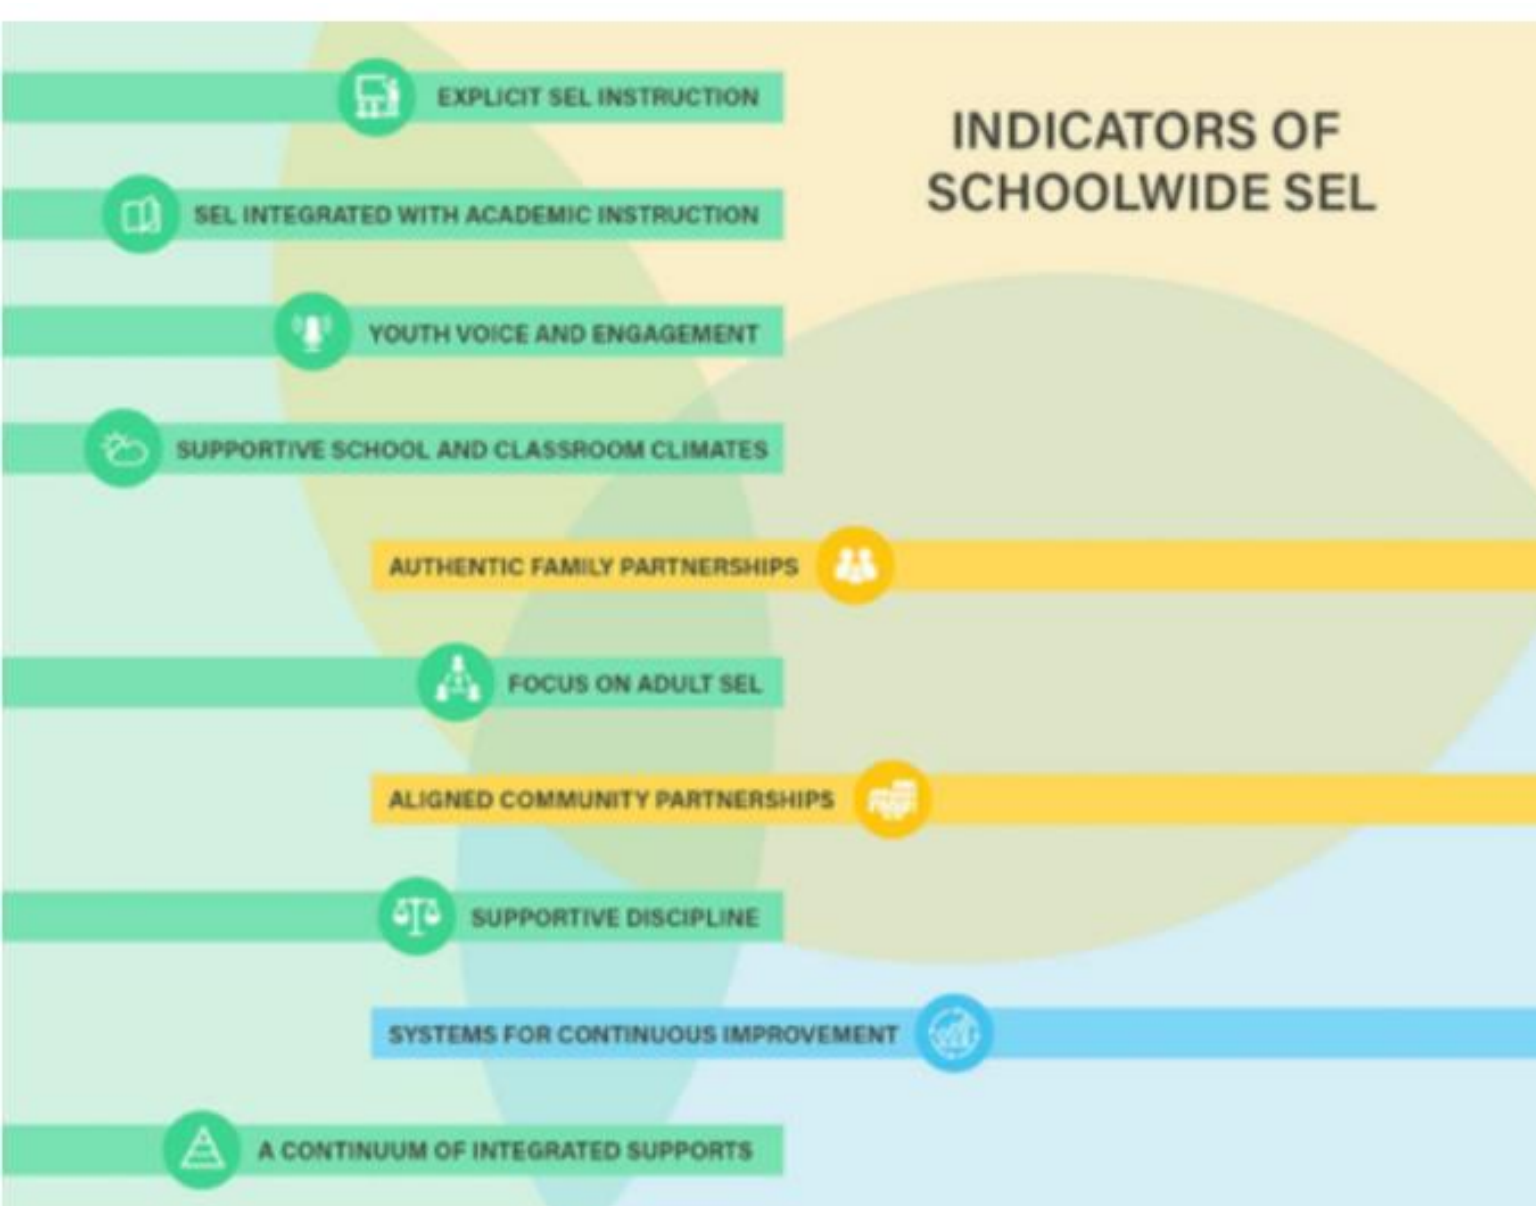 INDICATORS OF
SCHOOLWIDE SEL
EXPLICIT SEL INSTRUCTION
SEL INTEGRATED WITH ACADEMIC INSTRUCTION
YOUTH VOICE AND ENGAGEMENT
SUPPORTIVE SCHOOL AND CLASSROOM CLIMATES
AUTHENTIC FAMILY PARTNERSHIPS
FOCUS ON ADULT SEL
ALIGNED COMMUNITY PARTNERSHIPS
SUPPORTIVE DISCIPLINE
SYSTEMS FOR CONTINUOUS IMPROVEMENT
A CONTINUUM OF INTEGRATED SUPPORTS